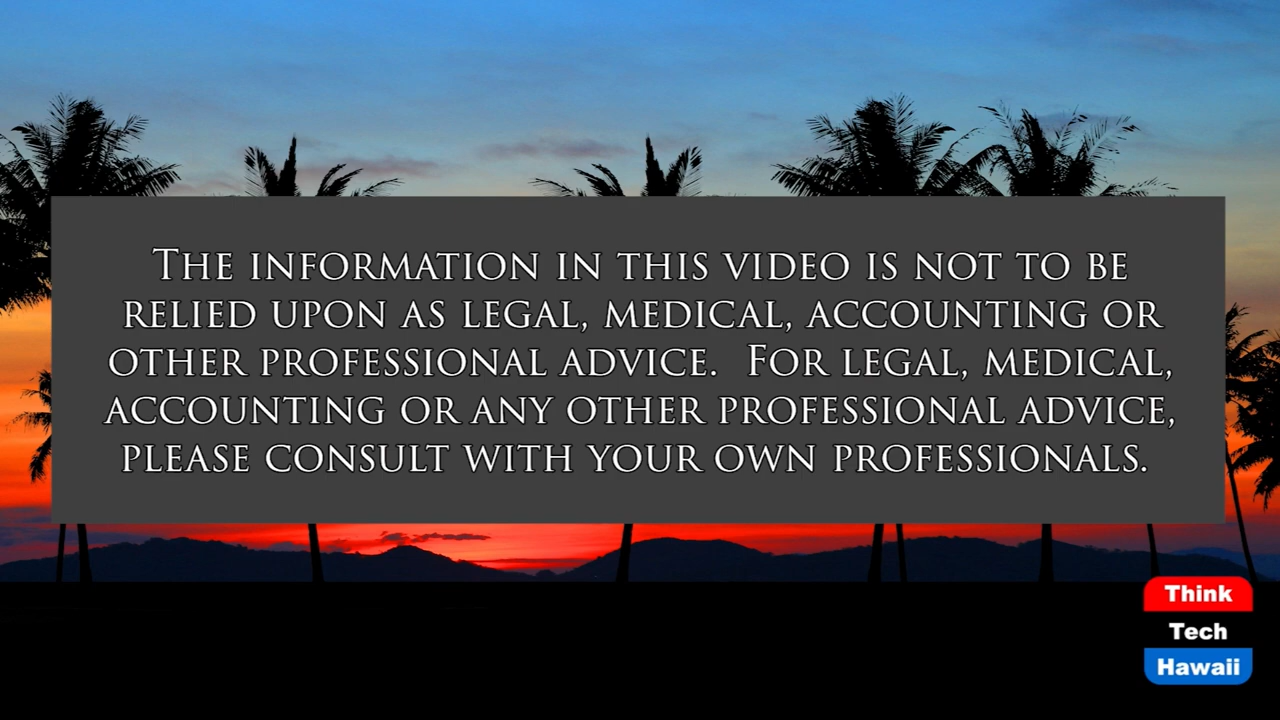 The information in this video is not to be
relied upon as legal, medical, accounting or
other professional advice.  For legal, medical,
accounting or any other professional advice,
please consult with your own professionals.
Think
Tech
Hawaii